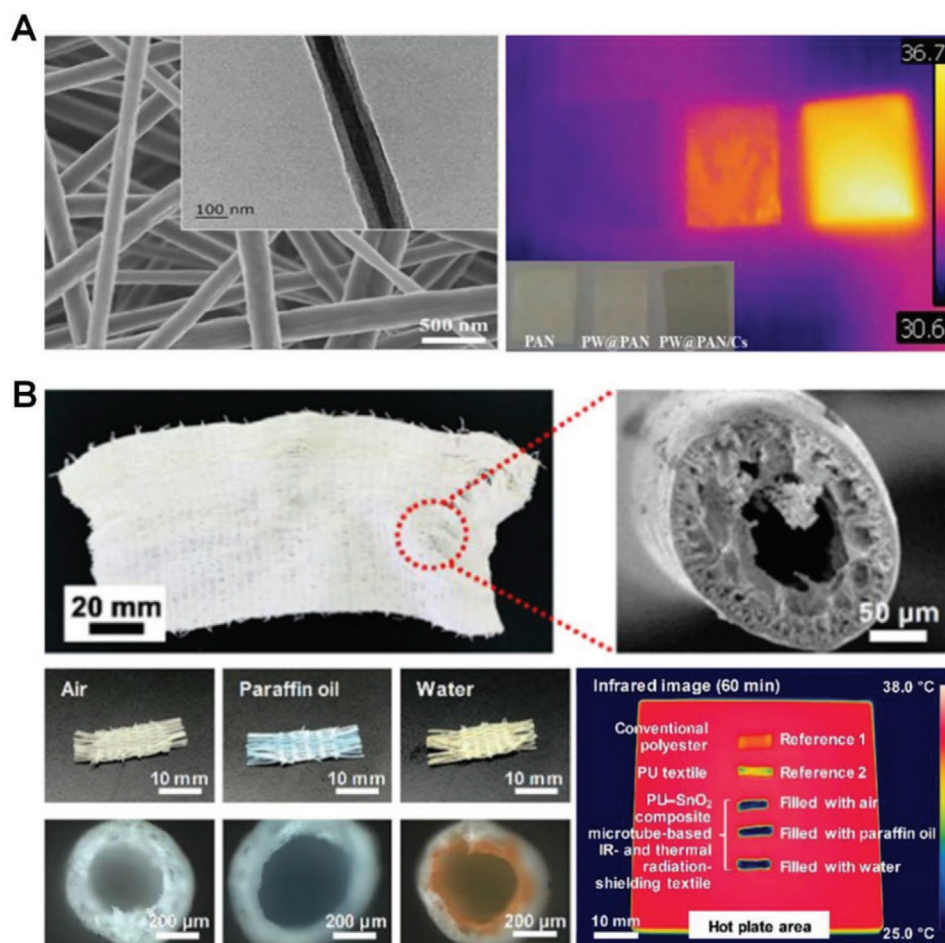 A
100 nm
500 nm
36.7
30.6
PAN
PW@PAN
PW@PAN/Cs
B
20 mm
50 μm
Air
10 mm
Paraffin oil
10 mm
Water
10 mm
200 μm
200 μm
200 μm
Infrared image (60 min)
38.0 °C
Conventional
polyester
Reference 1
PU textile
Reference 2
PU–SnO₂
composite
microtube-based
IR- and thermal
radiation-
shielding textile
Filled with air
Filled with paraffin oil
Filled with water
10 mm
Hot plate area
25.0 °C